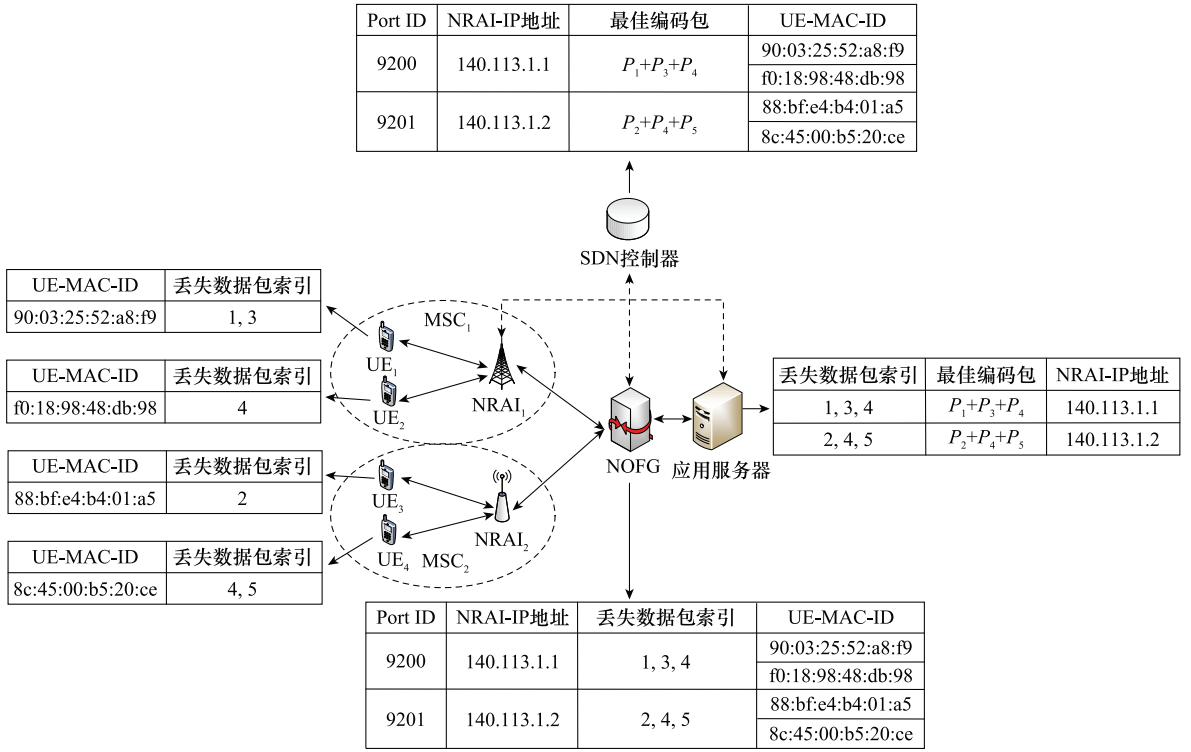 Port ID NRAI-IP地址 最佳编码包 UE-MAC-ID
9200 140.113.1.1 P1+P3+P4 90:03:25:52:a8:f9
f0:18:98:48:db:98
9201 140.113.1.2 P2+P4+P5 88:bf:e4:b4:01:a5
8c:45:00:b5:20:ce
SDN控制器
UE-MAC-ID 丢失数据包索引
90:03:25:52:a8:f9 1, 3
UE-MAC-ID 丢失数据包索引
f0:18:98:48:db:98 4
UE-MAC-ID 丢失数据包索引
88:bf:e4:b4:01:a5 2
UE-MAC-ID 丢失数据包索引
8c:45:00:b5:20:ce 4, 5
MSC1
UE1
UE2
NRAI1
UE3
UE4
NRAI2
MSC2
NOFG
应用服务器
丢失数据包索引 最佳编码包 NRAI-IP地址
1, 3, 4 P1+P3+P4 140.113.1.1
2, 4, 5 P2+P4+P5 140.113.1.2
Port ID NRAI-IP地址 丢失数据包索引 UE-MAC-ID
9200 140.113.1.1 1, 3, 4 90:03:25:52:a8:f9
f0:18:98:48:db:98
9201 140.113.1.2 2, 4, 5 88:bf:e4:b4:01:a5
8c:45:00:b5:20:ce